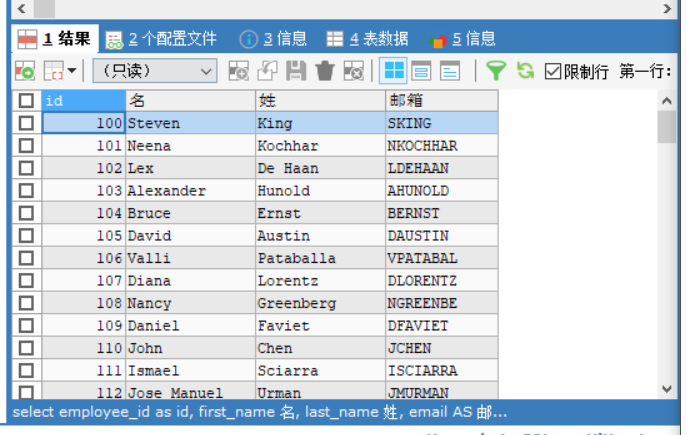 1 结果 2 个配置文件 3 信息 4 表数据 5 信息
(只读) 限制行 第一行:
id 名 姓 邮箱
100 Steven King SKING
101 Neena Kochhar NKOCHHAR
102 Lex De Haan LDEHAAN
103 Alexander Hunold AHUNOLD
104 Bruce Ernst BERNST
105 David Austin DAUSTIN
106 Valli Pataballa VPATABAL
107 Diana Lorentz DLORENTZ
108 Nancy Greenberg NGREENBE
109 Daniel Faviet DFAVIET
110 John Chen JCHEN
111 Ismael Sciarra ISCIARRA
112 Jose Manuel Urman JMURMAN
select employee_id as id, first_name 名, last_name 姓, email AS 邮...